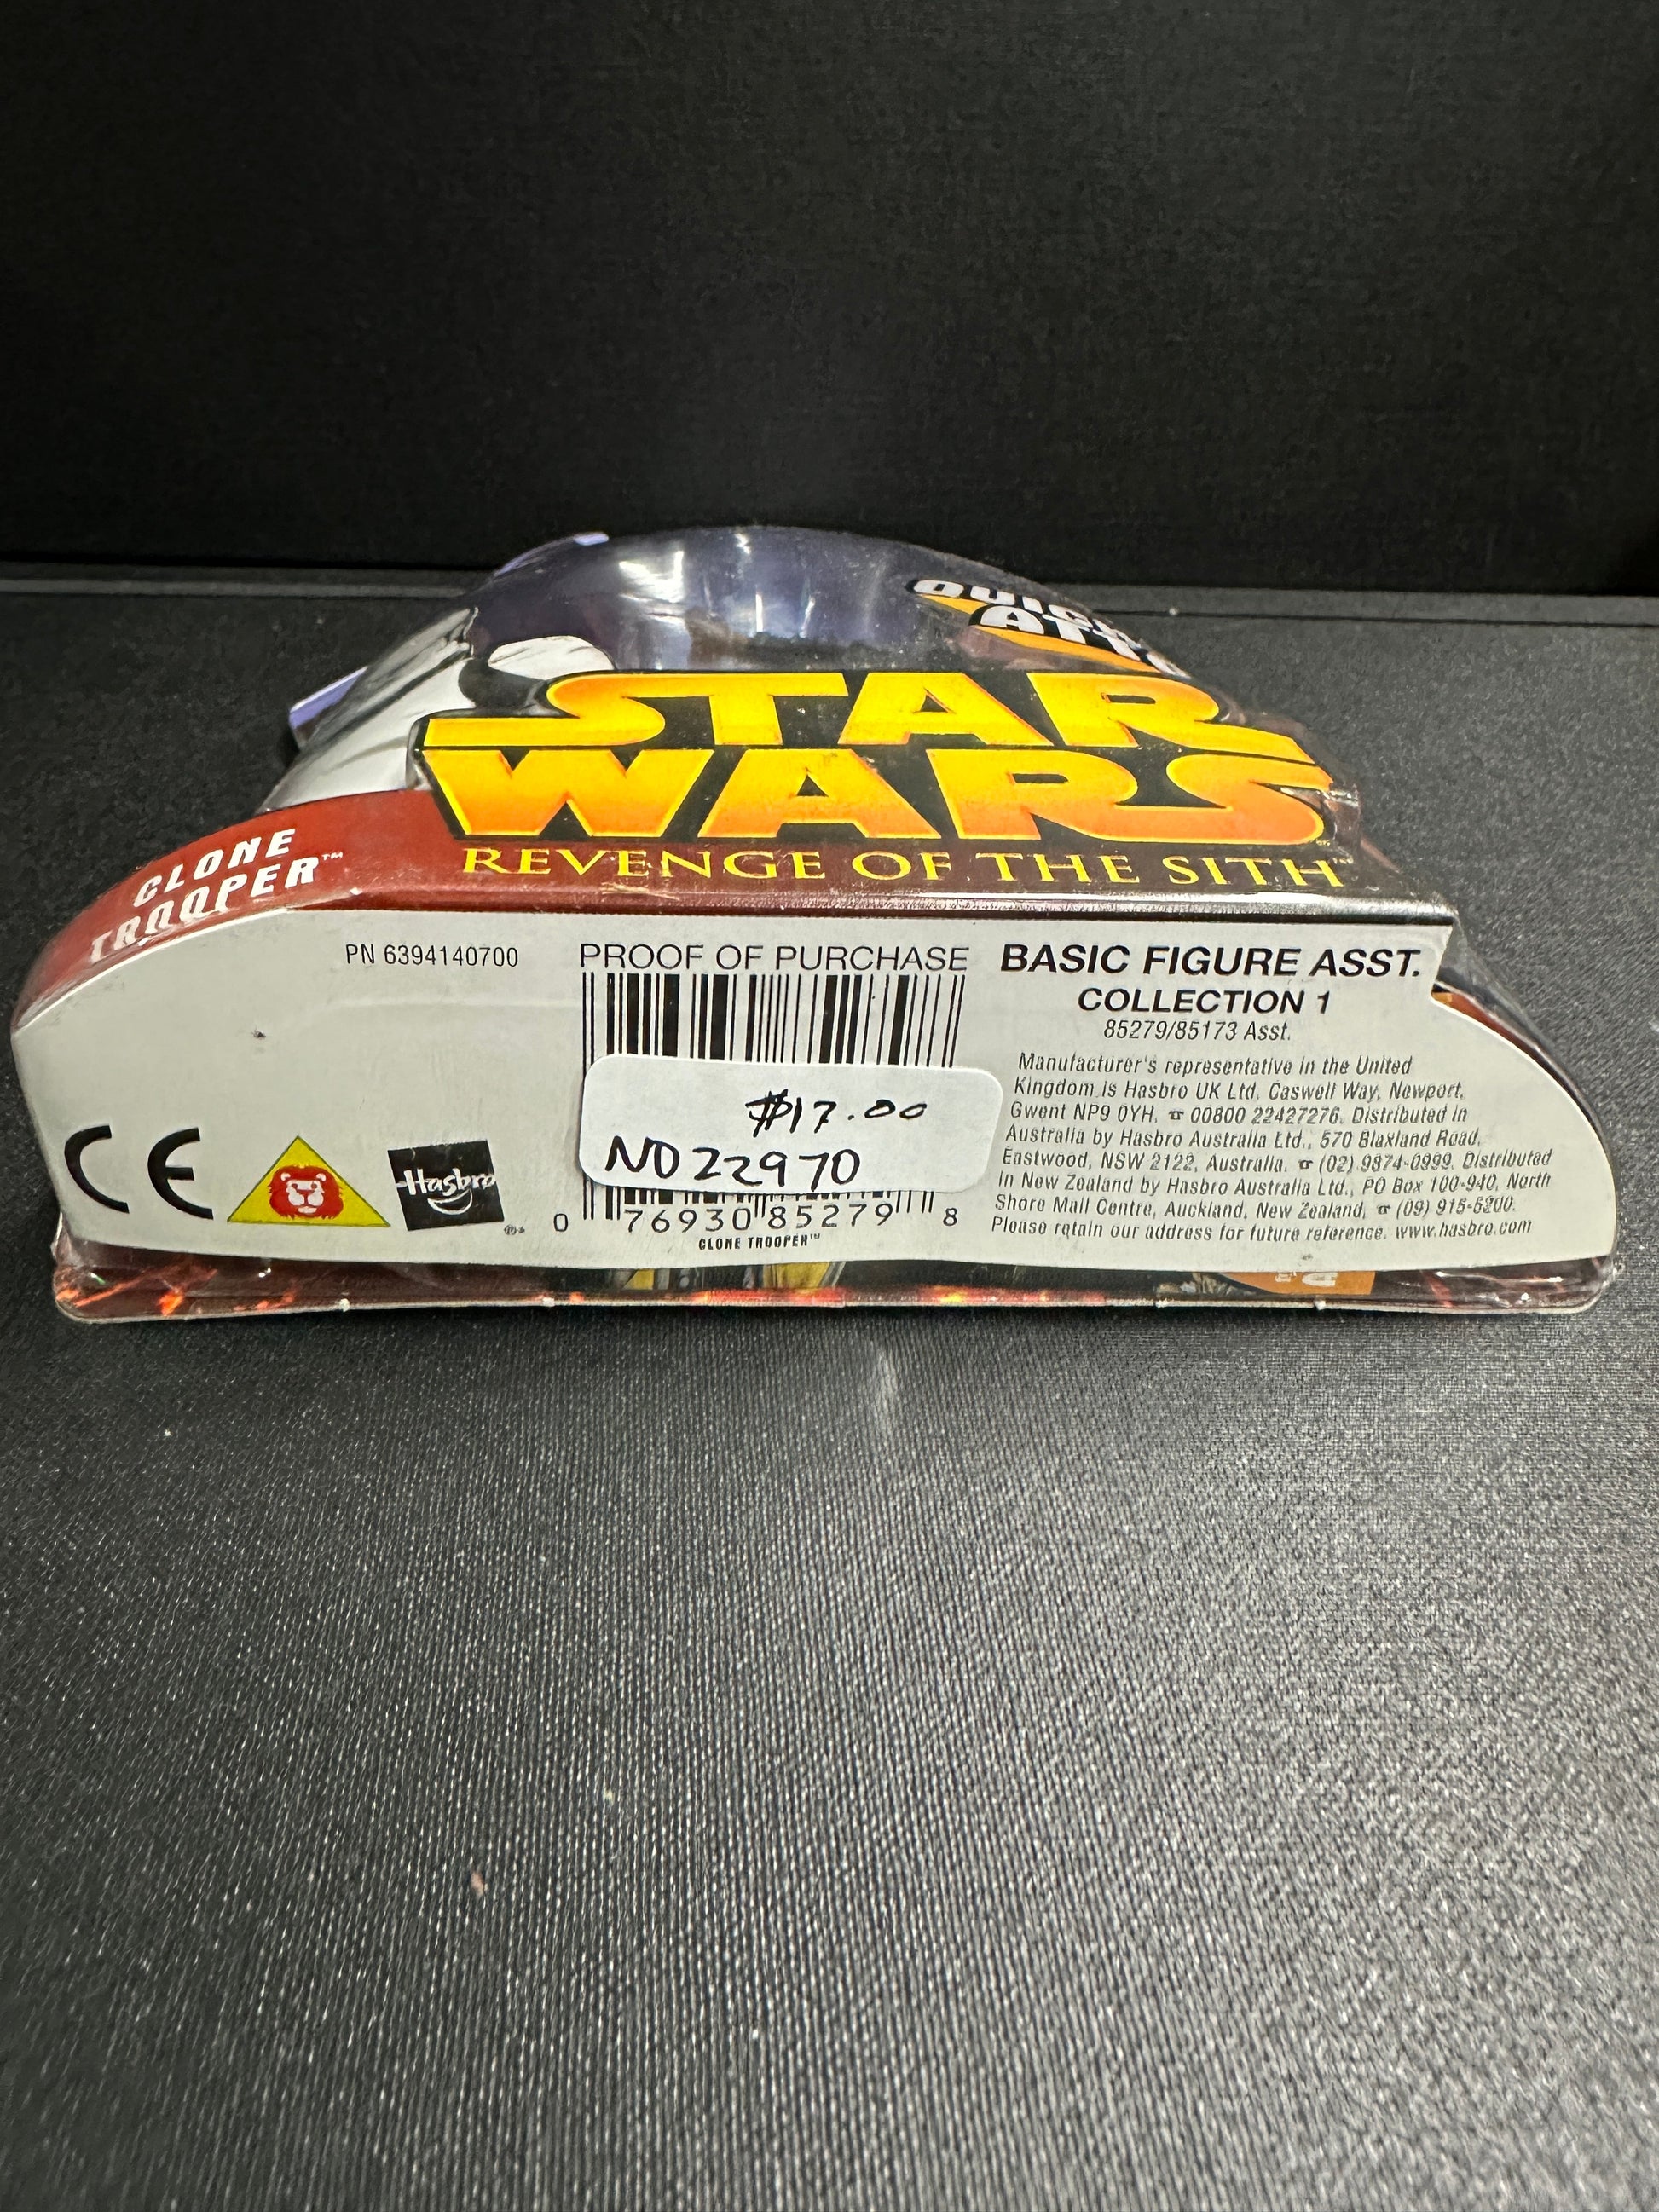 STAR
WARS
REVENGE OF THE SITH™
CLONE
TROOPER™
PN 6394140700
PROOF OF PURCHASE
BASIC FIGURE ASST.
COLLECTION 1
85279/85173 Asst.
Manufacturer's representative in the United
Kingdom is Hasbro UK Ltd, Caswell Way, Newport,
Gwent NP9 0YH. ☎ 00800 22427276. Distributed in
Australia by Hasbro Australia Ltd., 570 Blaxland Road,
Eastwood, NSW 2122, Australia. ☎ (02) 9874-0999. Distributed
in New Zealand by Hasbro Australia Ltd., PO Box 100-940, North
Shore Mail Centre, Auckland, New Zealand, ☎ (09) 915-5200.
Please retain our address for future reference. www.hasbro.com
$17.00
ND22970
CE
Hasbro
0 76930 85279 8
CLONE TROOPER™